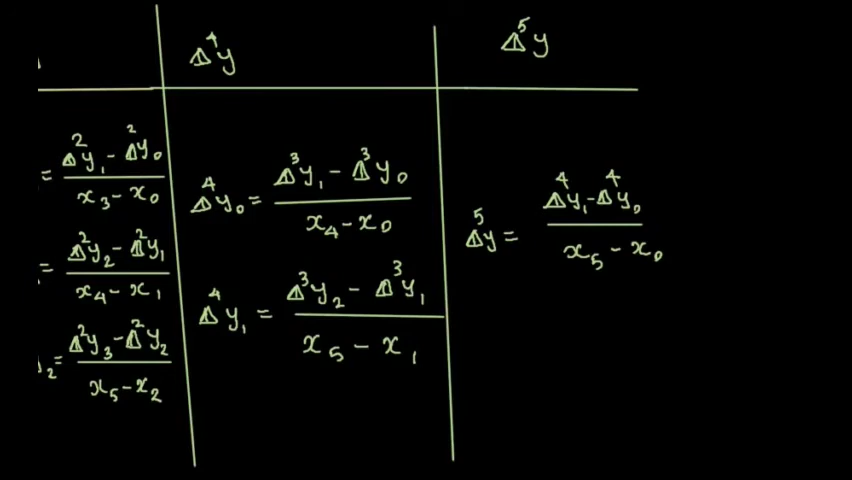 Δ⁴y Δ⁵y
= (Δ²y₁ - Δ²y₀) / (x₃ - x₀)
= (Δ²y₂ - Δ²y₁) / (x₄ - x₁)
₂ = (Δ²y₃ - Δ²y₂) / (x₅ - x₂)
Δ⁴y₀ = (Δ³y₁ - Δ³y₀) / (x₄ - x₀)
Δ⁴y₁ = (Δ³y₂ - Δ³y₁) / (x₅ - x₁)
Δ⁵y = (Δ⁴y₁ - Δ⁴y₀) / (x₅ - x₀)